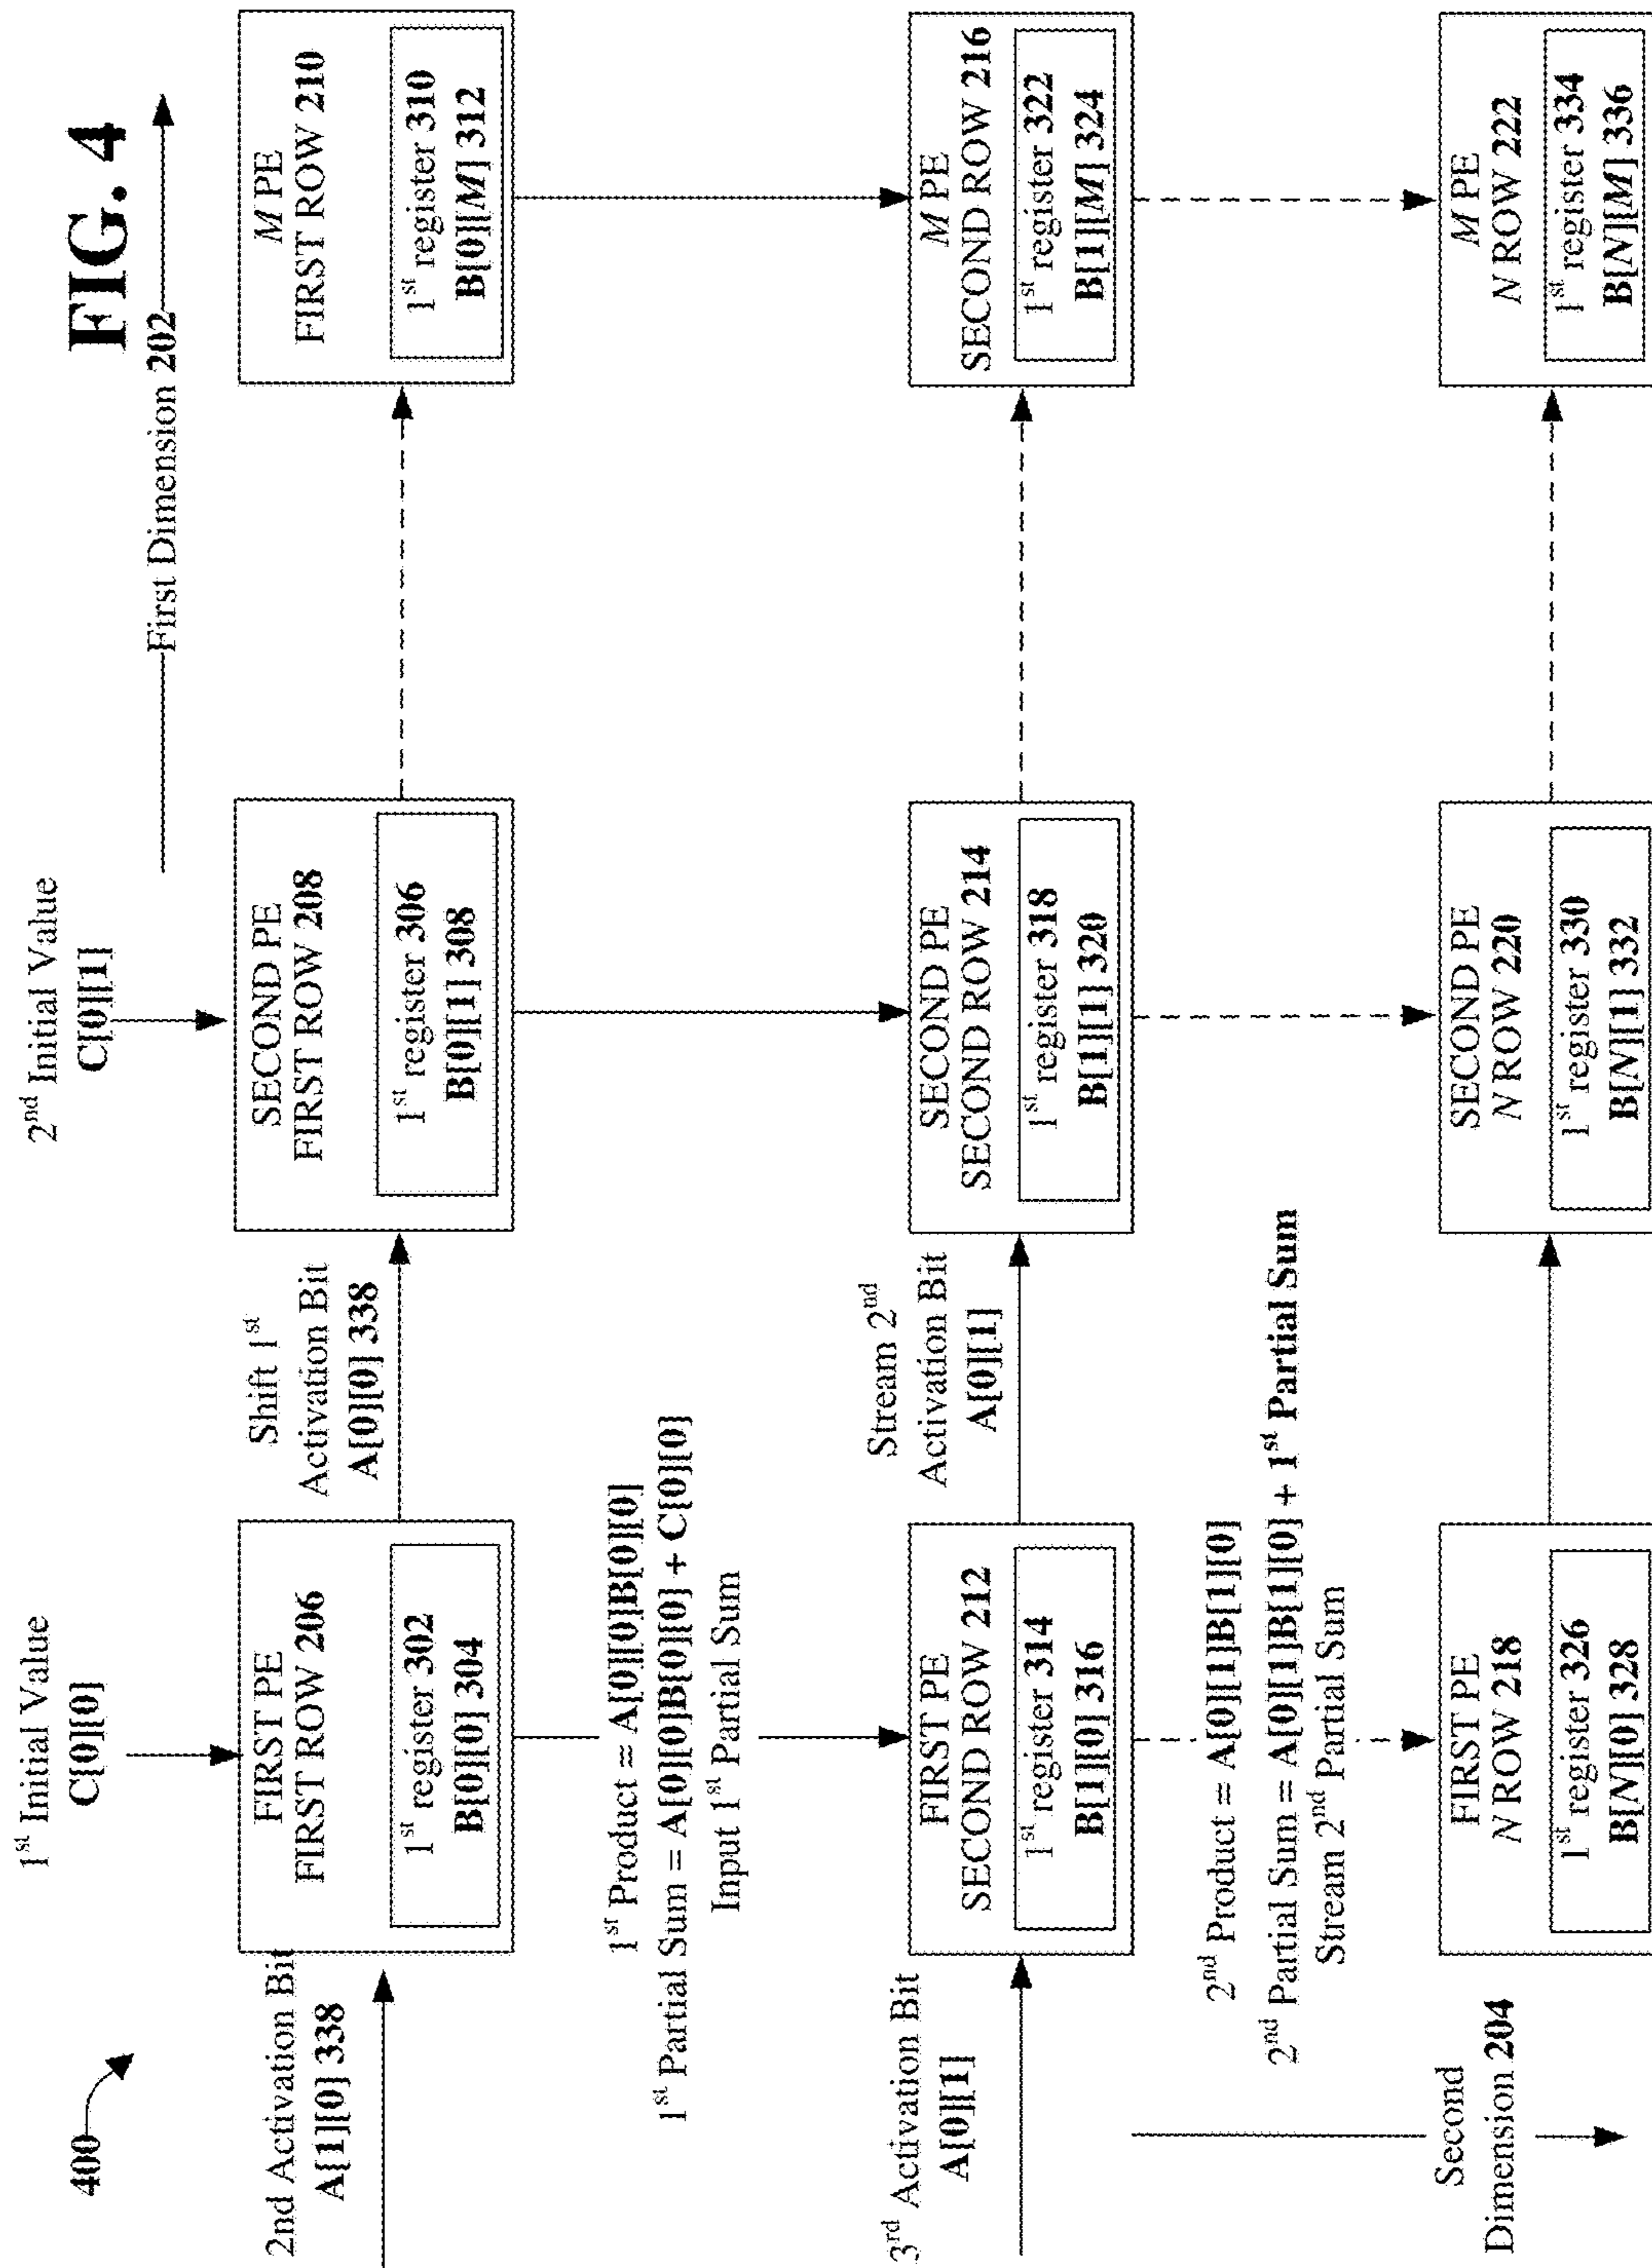 FIG. 4
400
1st Initial Value
C[0][0]
2nd Initial Value
C[0][1]
First Dimension 202
2nd Activation Bit
A[1][0] 338
FIRST PE
FIRST ROW 206
1st register 302
B[0][0] 304
Shift 1st
Activation Bit
A[0][0] 338
SECOND PE
FIRST ROW 208
1st register 306
B[0][1] 308
M PE
FIRST ROW 210
1st register 310
B[0][M] 312
1st Product = A[0][0]B[0][0]
1st Partial Sum = A[0][0]B[0][0] + C[0][0]
Input 1st Partial Sum
3rd Activation Bit
A[0][1]
FIRST PE
SECOND ROW 212
1st register 314
B[1][0] 316
Stream 2nd
Activation Bit
A[0][1]
SECOND PE
SECOND ROW 214
1st register 318
B[1][1] 320
M PE
SECOND ROW 216
1st register 322
B[1][M] 324
2nd Product = A[0][1]B[1][0]
2nd Partial Sum = A[0][1]B[1][0] + 1st Partial Sum
Stream 2nd Partial Sum
Second
Dimension 204
FIRST PE
N ROW 218
1st register 326
B[N][0] 328
SECOND PE
N ROW 220
1st register 330
B[N][1] 332
M PE
N ROW 222
1st register 334
B[N][M] 336